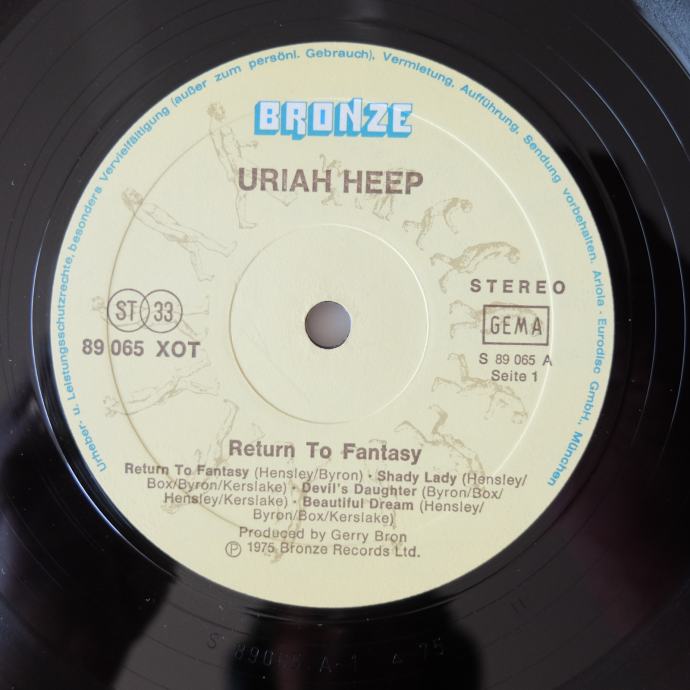 Urheber- u. Leistungsschutzrechte, besonders Vervielfältigung (außer zum persönl. Gebrauch), Vermietung, Aufführung, Sendung vorbehalten. Ariola - Eurodisc GmbH., München
BRONZE
URIAH HEEP
ST 33
89 065 XOT
STEREO
GEMA
S 89 065 A
Seite 1
Return To Fantasy
Return To Fantasy (Hensley/Byron) · Shady Lady (Hensley/
Box/Byron/Kerslake) · Devil's Daughter (Byron/Box/
Hensley/Kerslake) · Beautiful Dream (Hensley/
Byron/Box/Kerslake)
Produced by Gerry Bron
Ⓟ 1975 Bronze Records Ltd.
S 89065 A-1 △ 75